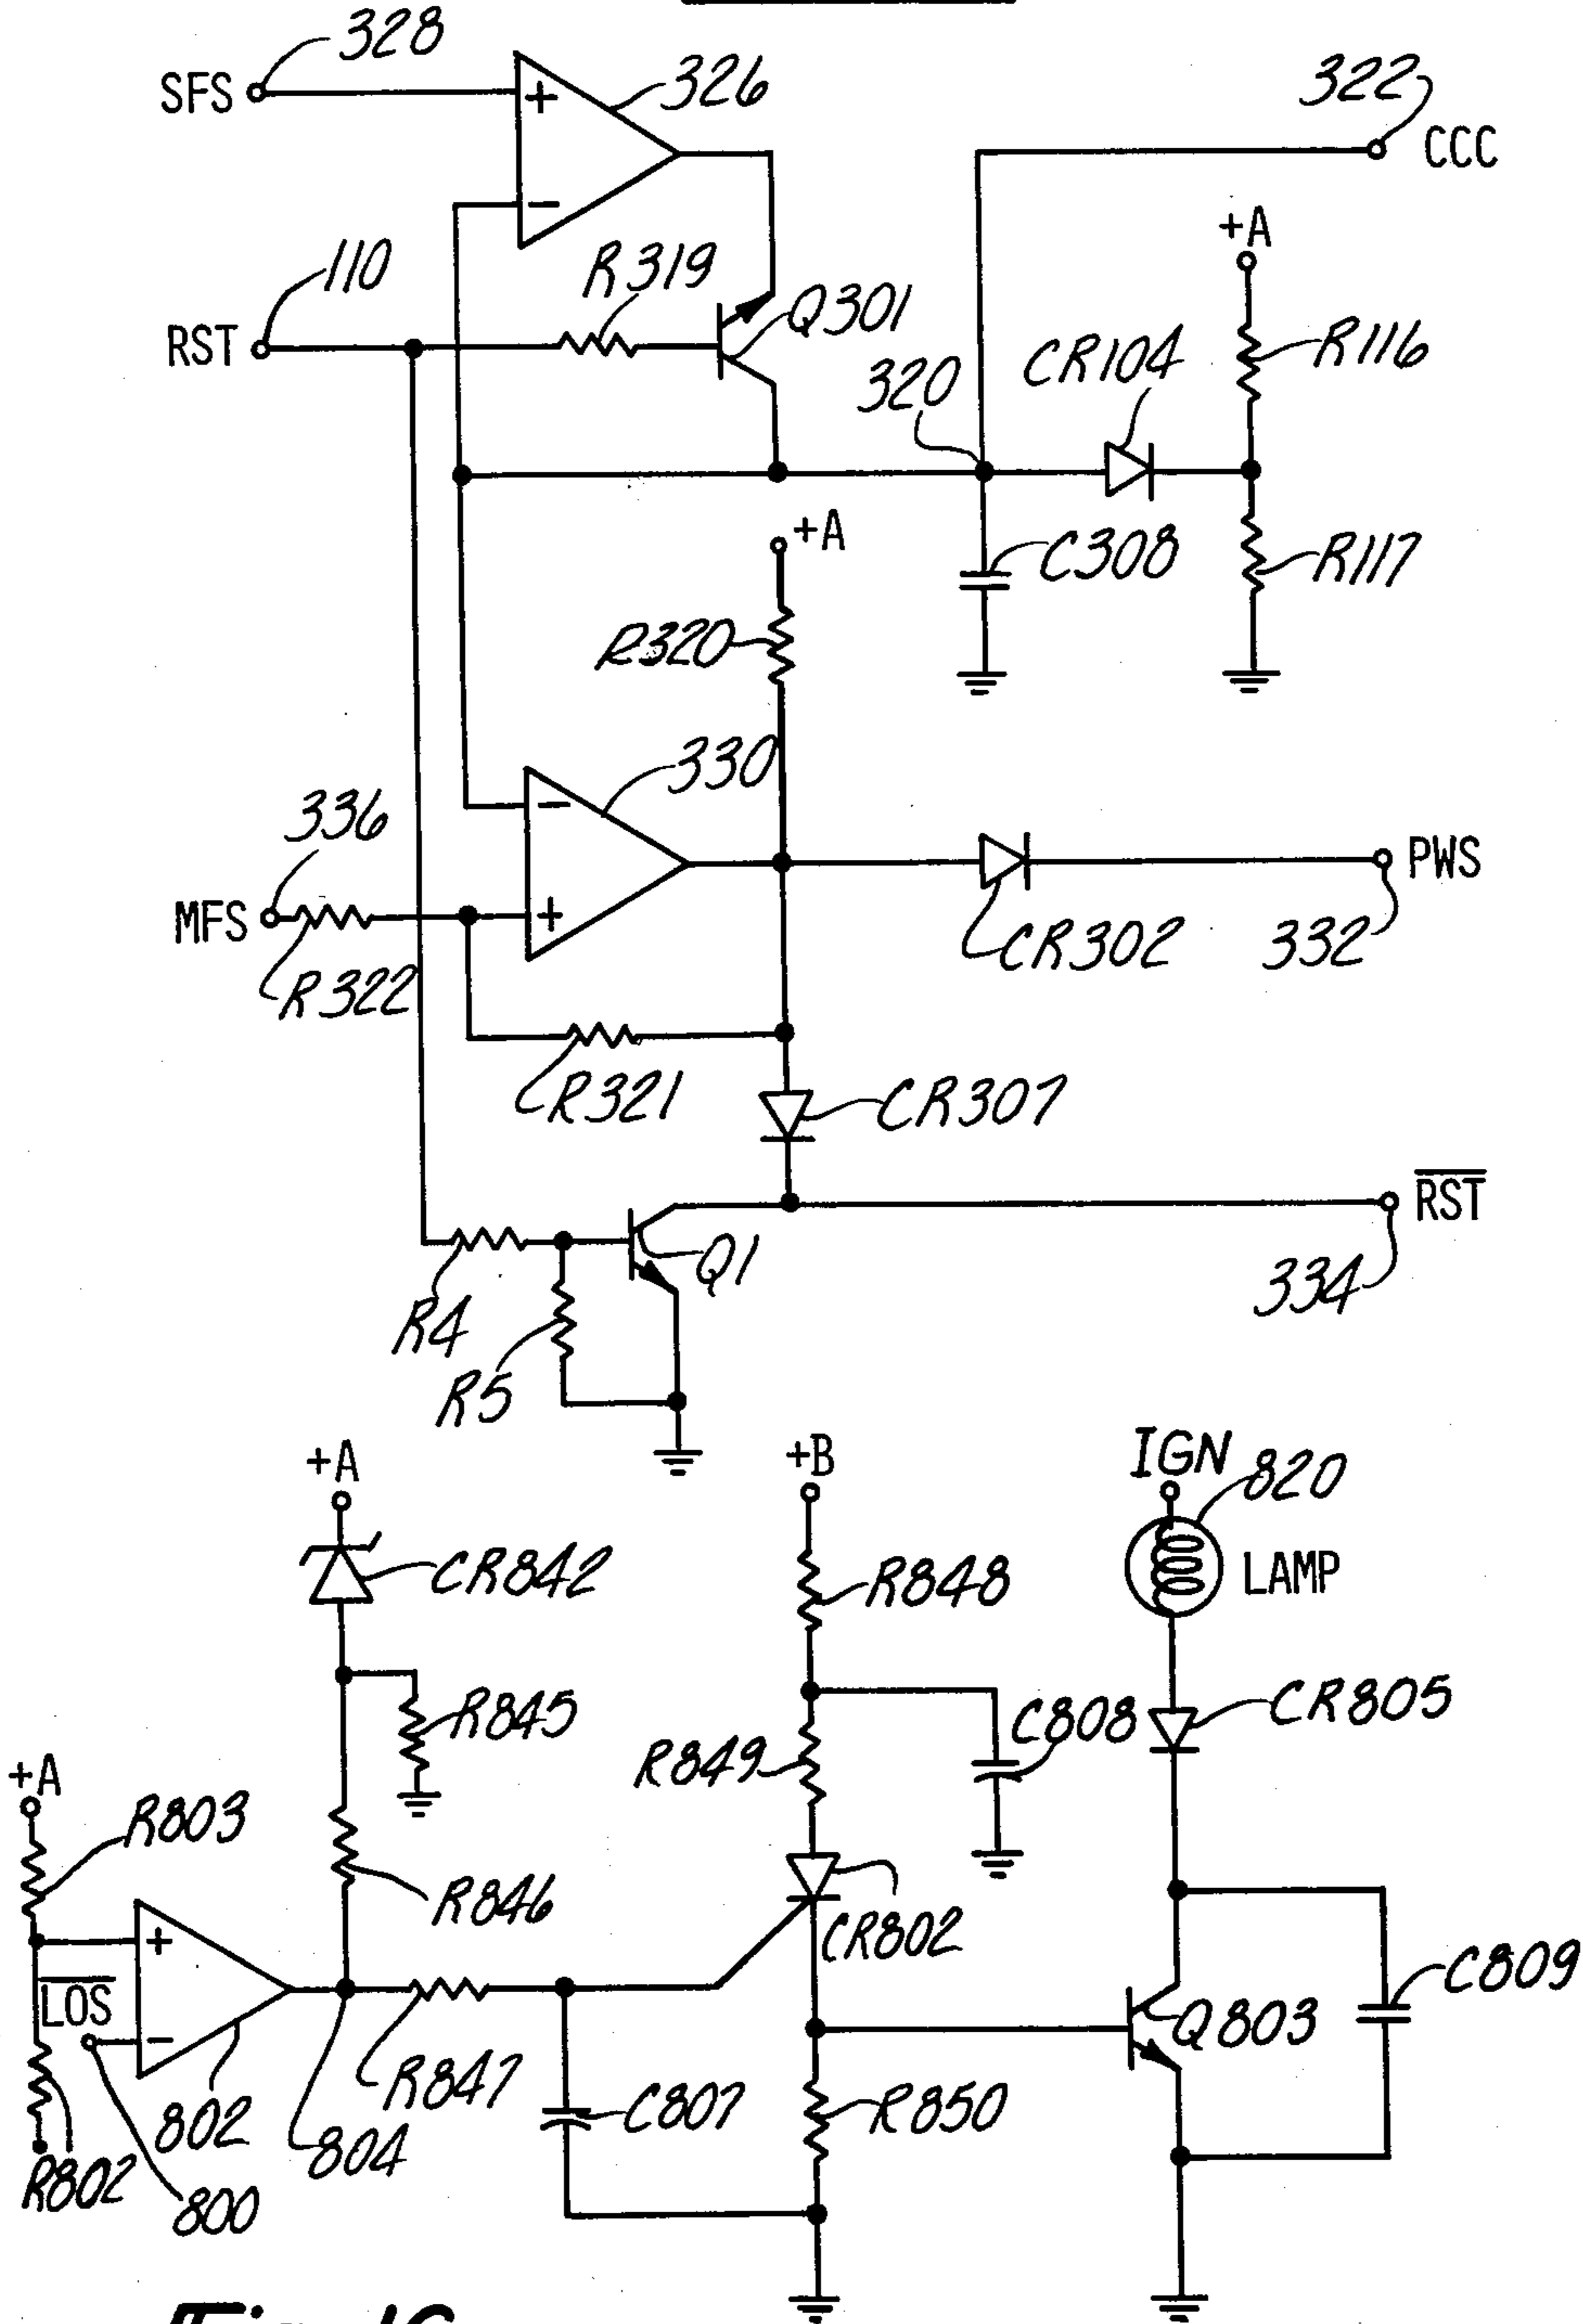 328
SFS
326
322
CCC
+A
110
R319
RST
Q301
CR104
R116
320
+A
C308
R117
R320
330
336
PWS
MFS
CR302
332
R322
R321
CR307
RST
Q1
334
R4
R5
+A
+B
IGN
820
CR842
R848
LAMP
R845
C808
CR805
R849
+A
R803
R846
CR802
LOS
C809
Q803
R847
C807
R850
802
804
R802
800